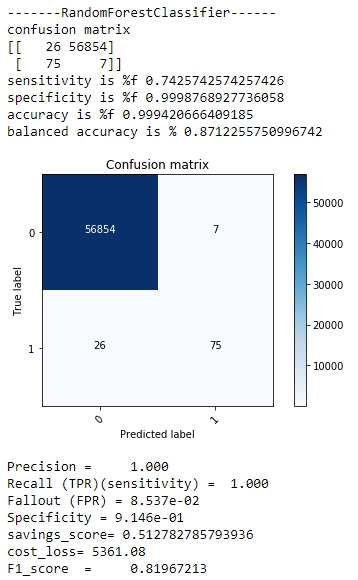 -------RandomForestClassifier------
confusion matrix
[[   26 56854]
 [   75     7]]
sensitivity is %f 0.7425742574257426
specificity is %f 0.9998768927736058
accuracy is %f 0.999420666409185
balanced accuracy is % 0.8712255750996742
Confusion matrix
56854 7
26 75
0
1
True label
0 1
Predicted label
50000
40000
30000
20000
10000
Precision =     1.000
Recall (TPR)(sensitivity) =  1.000
Fallout (FPR) = 8.537e-02
Specificity = 9.146e-01
savings_score= 0.512782785793936
cost_loss= 5361.08
F1_score  =     0.81967213